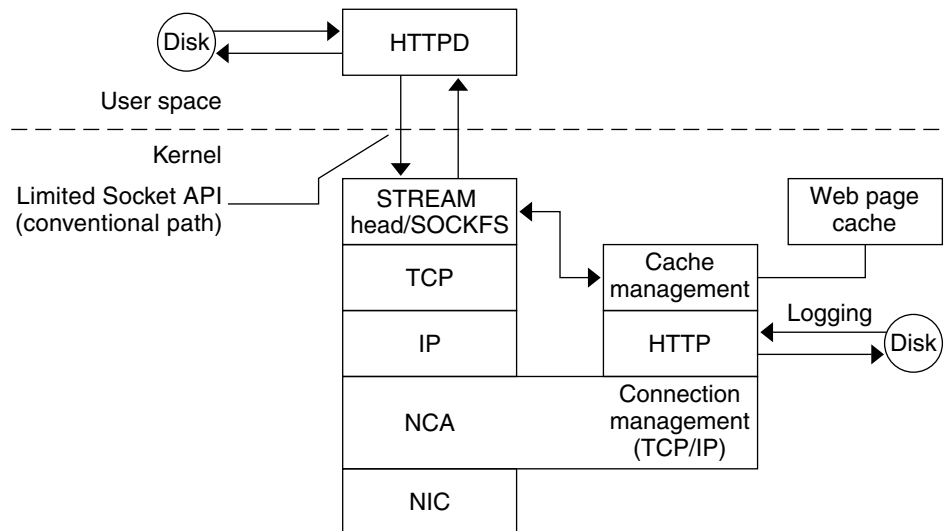 Disk
HTTPD
User space
Kernel
Limited Socket API
(conventional path)
STREAM
head/SOCKFS
Web page
cache
TCP
Cache
management
Logging
IP
HTTP
Disk
NCA
Connection
management
(TCP/IP)
NIC